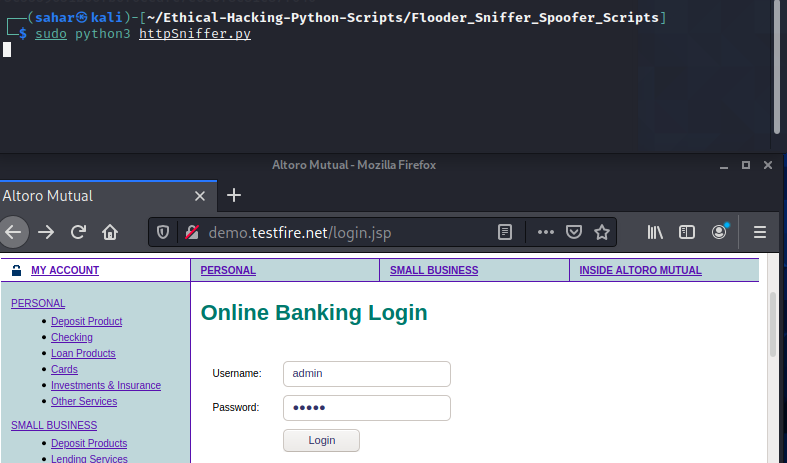 (sahar㉿kali)-[~/Ethical-Hacking-Python-Scripts/Flooder_Sniffer_Spoofer_Scripts]
$ sudo python3 httpSniffer.py
Altoro Mutual - Mozilla Firefox
Altoro Mutual
demo.testfire.net/login.jsp
MY ACCOUNT PERSONAL SMALL BUSINESS INSIDE ALTORO MUTUAL
PERSONAL
Deposit Product
Checking
Loan Products
Cards
Investments & Insurance
Other Services
SMALL BUSINESS
Deposit Products
Lending Services
Online Banking Login
Username: admin
Password: •••••
Login